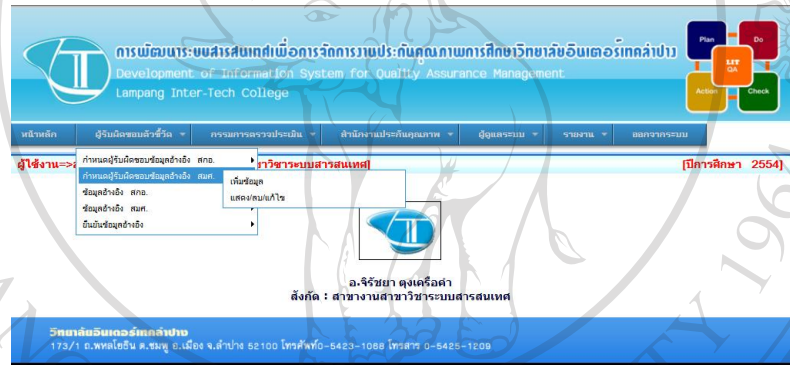 การพัฒนาระบบสารสนเทศเพื่อการจัดการงานประกันคุณภาพการศึกษาวิทยาลัยอินเตอร์เทคลำปาง
Development of Information System for Quality Assurance Management
Lampang Inter-Tech College
Plan
Do
LIT
QA
Action
Check
หน้าหลัก
ผู้รับผิดชอบตัวชี้วัด
กรรมการตรวจประเมิน
สำนักงานประกันคุณภาพ
ผู้ดูแลระบบ
รายงาน
ออกจากระบบ
ผู้ใช้งาน=>
าวิชาระบบสารสนเทศ]
[ปีการศึกษา 2554]
กำหนดผู้รับผิดชอบข้อมูลอ้างอิง สกอ.
กำหนดผู้รับผิดชอบข้อมูลอ้างอิง สมศ.
ข้อมูลอ้างอิง สกอ.
ข้อมูลอ้างอิง สมศ.
ยืนยันข้อมูลอ้างอิง
เพิ่มข้อมูล
แสดง/ลบ/แก้ไข
อ.จิรัชยา ตุงเครือคำ
สังกัด : สาขางานสาขาวิชาระบบสารสนเทศ
วิทยาลัยอินเตอร์เทคลำปาง
173/1 ถ.พหลโยธิน ต.ชมพู อ.เมือง จ.ลำปาง 52100 โทรศัพท์0-5423-1068 โทรสาร 0-5425-1209